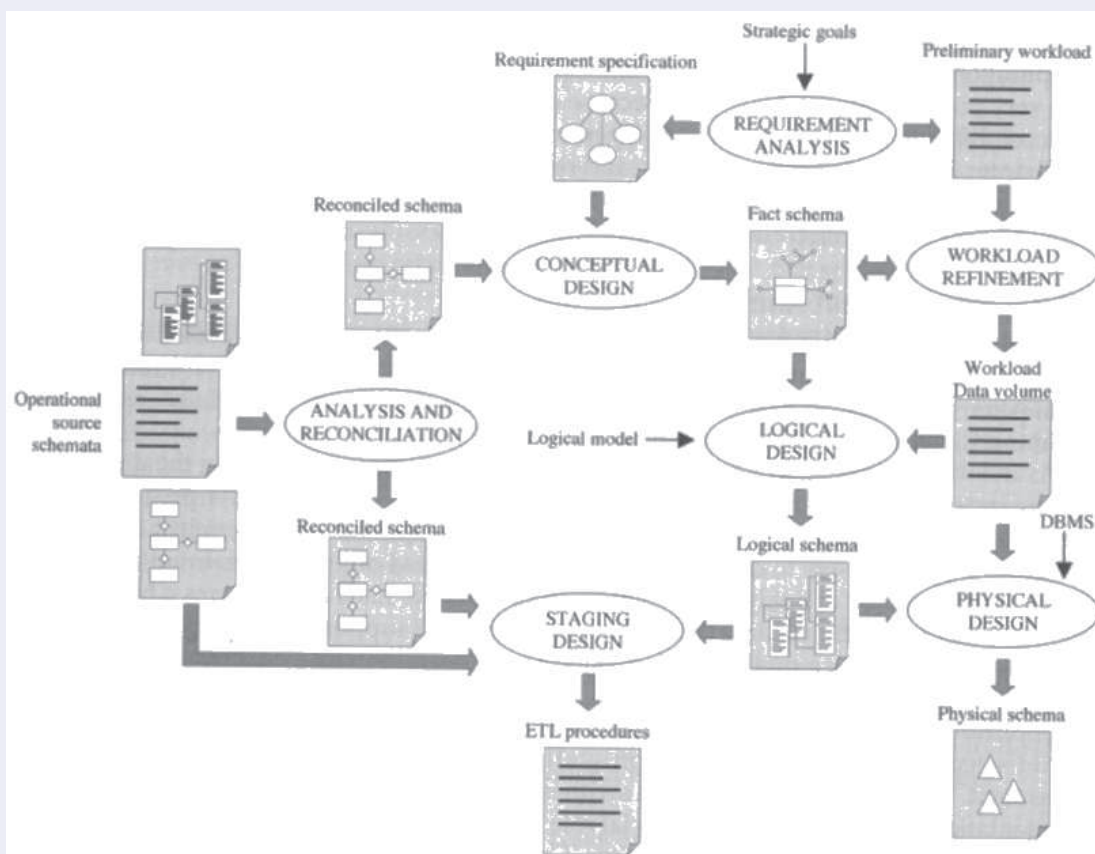 Strategic goals
Requirement specification
Preliminary workload
REQUIREMENT
ANALYSIS
Reconciled schema
Fact schema
CONCEPTUAL
DESIGN
WORKLOAD
REFINEMENT
Operational
source
schemata
ANALYSIS AND
RECONCILIATION
Workload
Data volume
Logical model
LOGICAL
DESIGN
Reconciled schema
Logical schema
DBMS
STAGING
DESIGN
PHYSICAL
DESIGN
ETL procedures
Physical schema